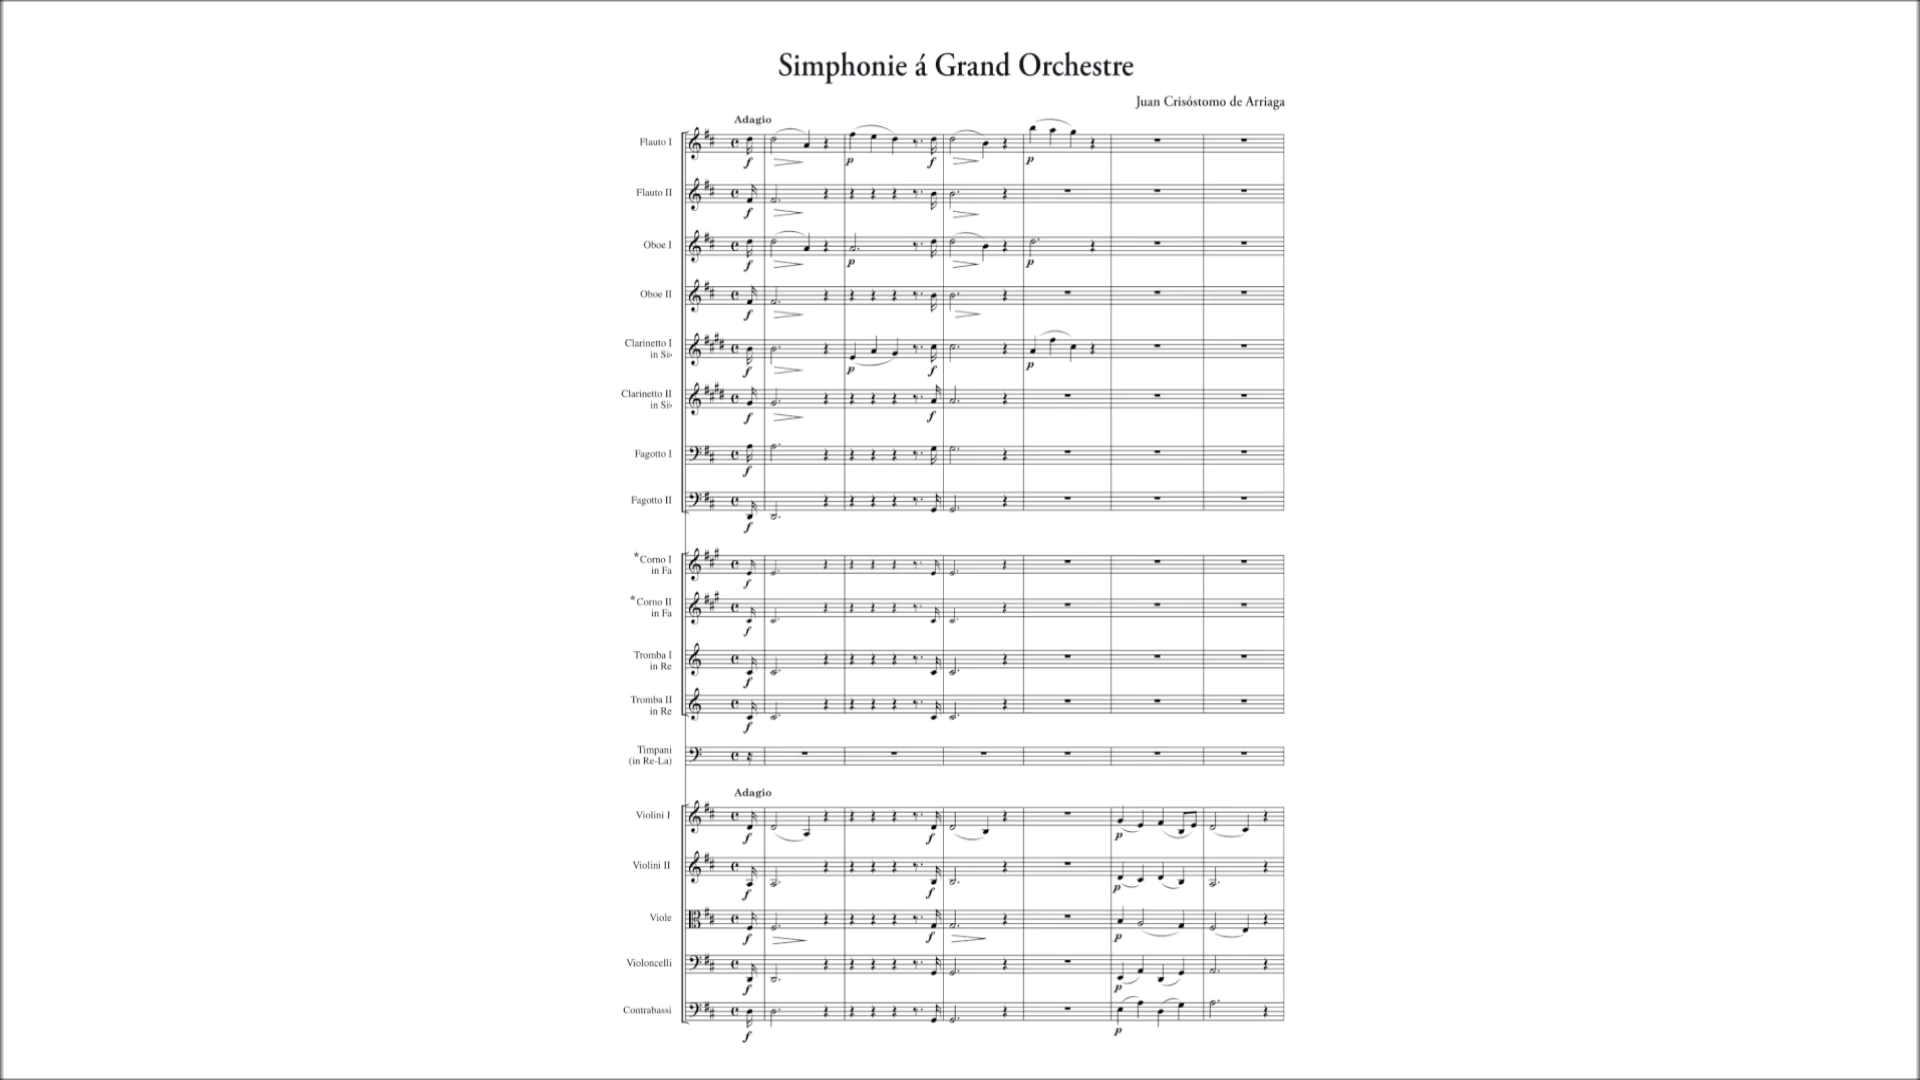 Simphonie á Grand Orchestre
Juan Crisóstomo de Arriaga
Adagio
Flauto I
Flauto II
Oboe I
Oboe II
Clarinetto I
in Si♭
Clarinetto II
in Si♭
Fagotto I
Fagotto II
*Corno I
in Fa
*Corno II
in Fa
Tromba I
in Re
Tromba II
in Re
Timpani
(in Re-La)
Adagio
Violini I
Violini II
Viole
Violoncelli
Contrabassi